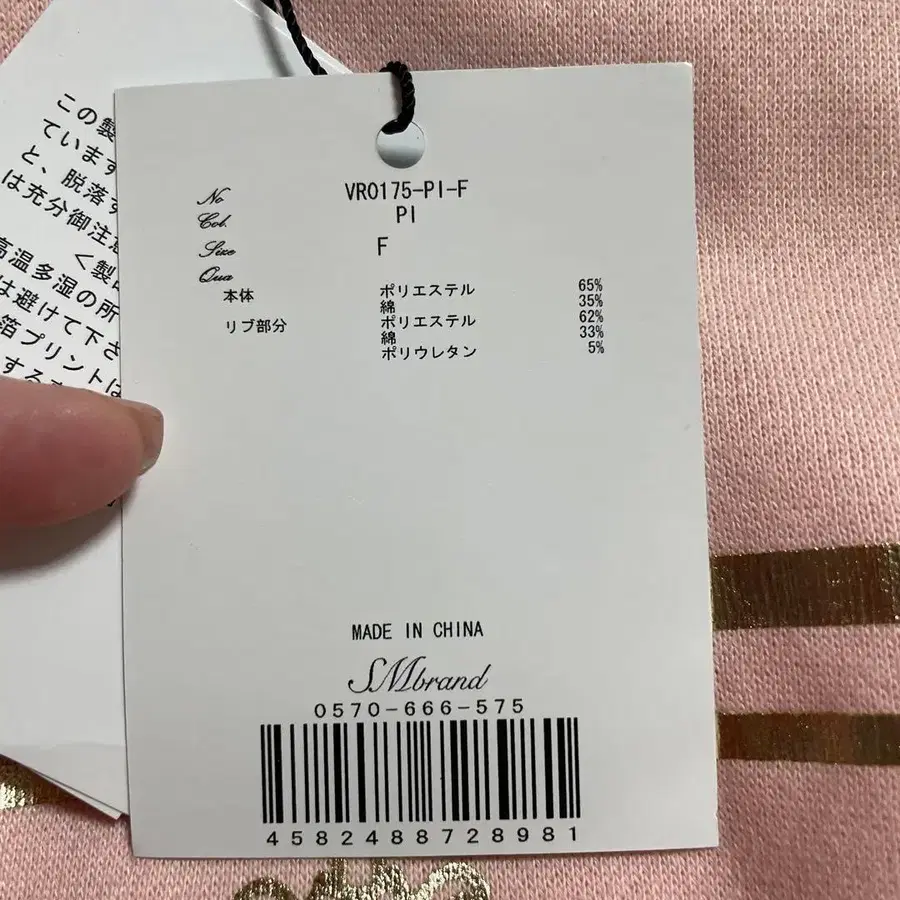 この製
ています
と、脱落す
は充分御注意
<製品
高温多湿の所
は避けて下さ
箔プリントは
する
No VR0175-PI-F
Col. PI
Size F
Qua
本体 ポリエステル 65%
綿 35%
リブ部分 ポリエステル 62%
綿 33%
ポリウレタン 5%
MADE IN CHINA
SMbrand
0570-666-575
4582488728981